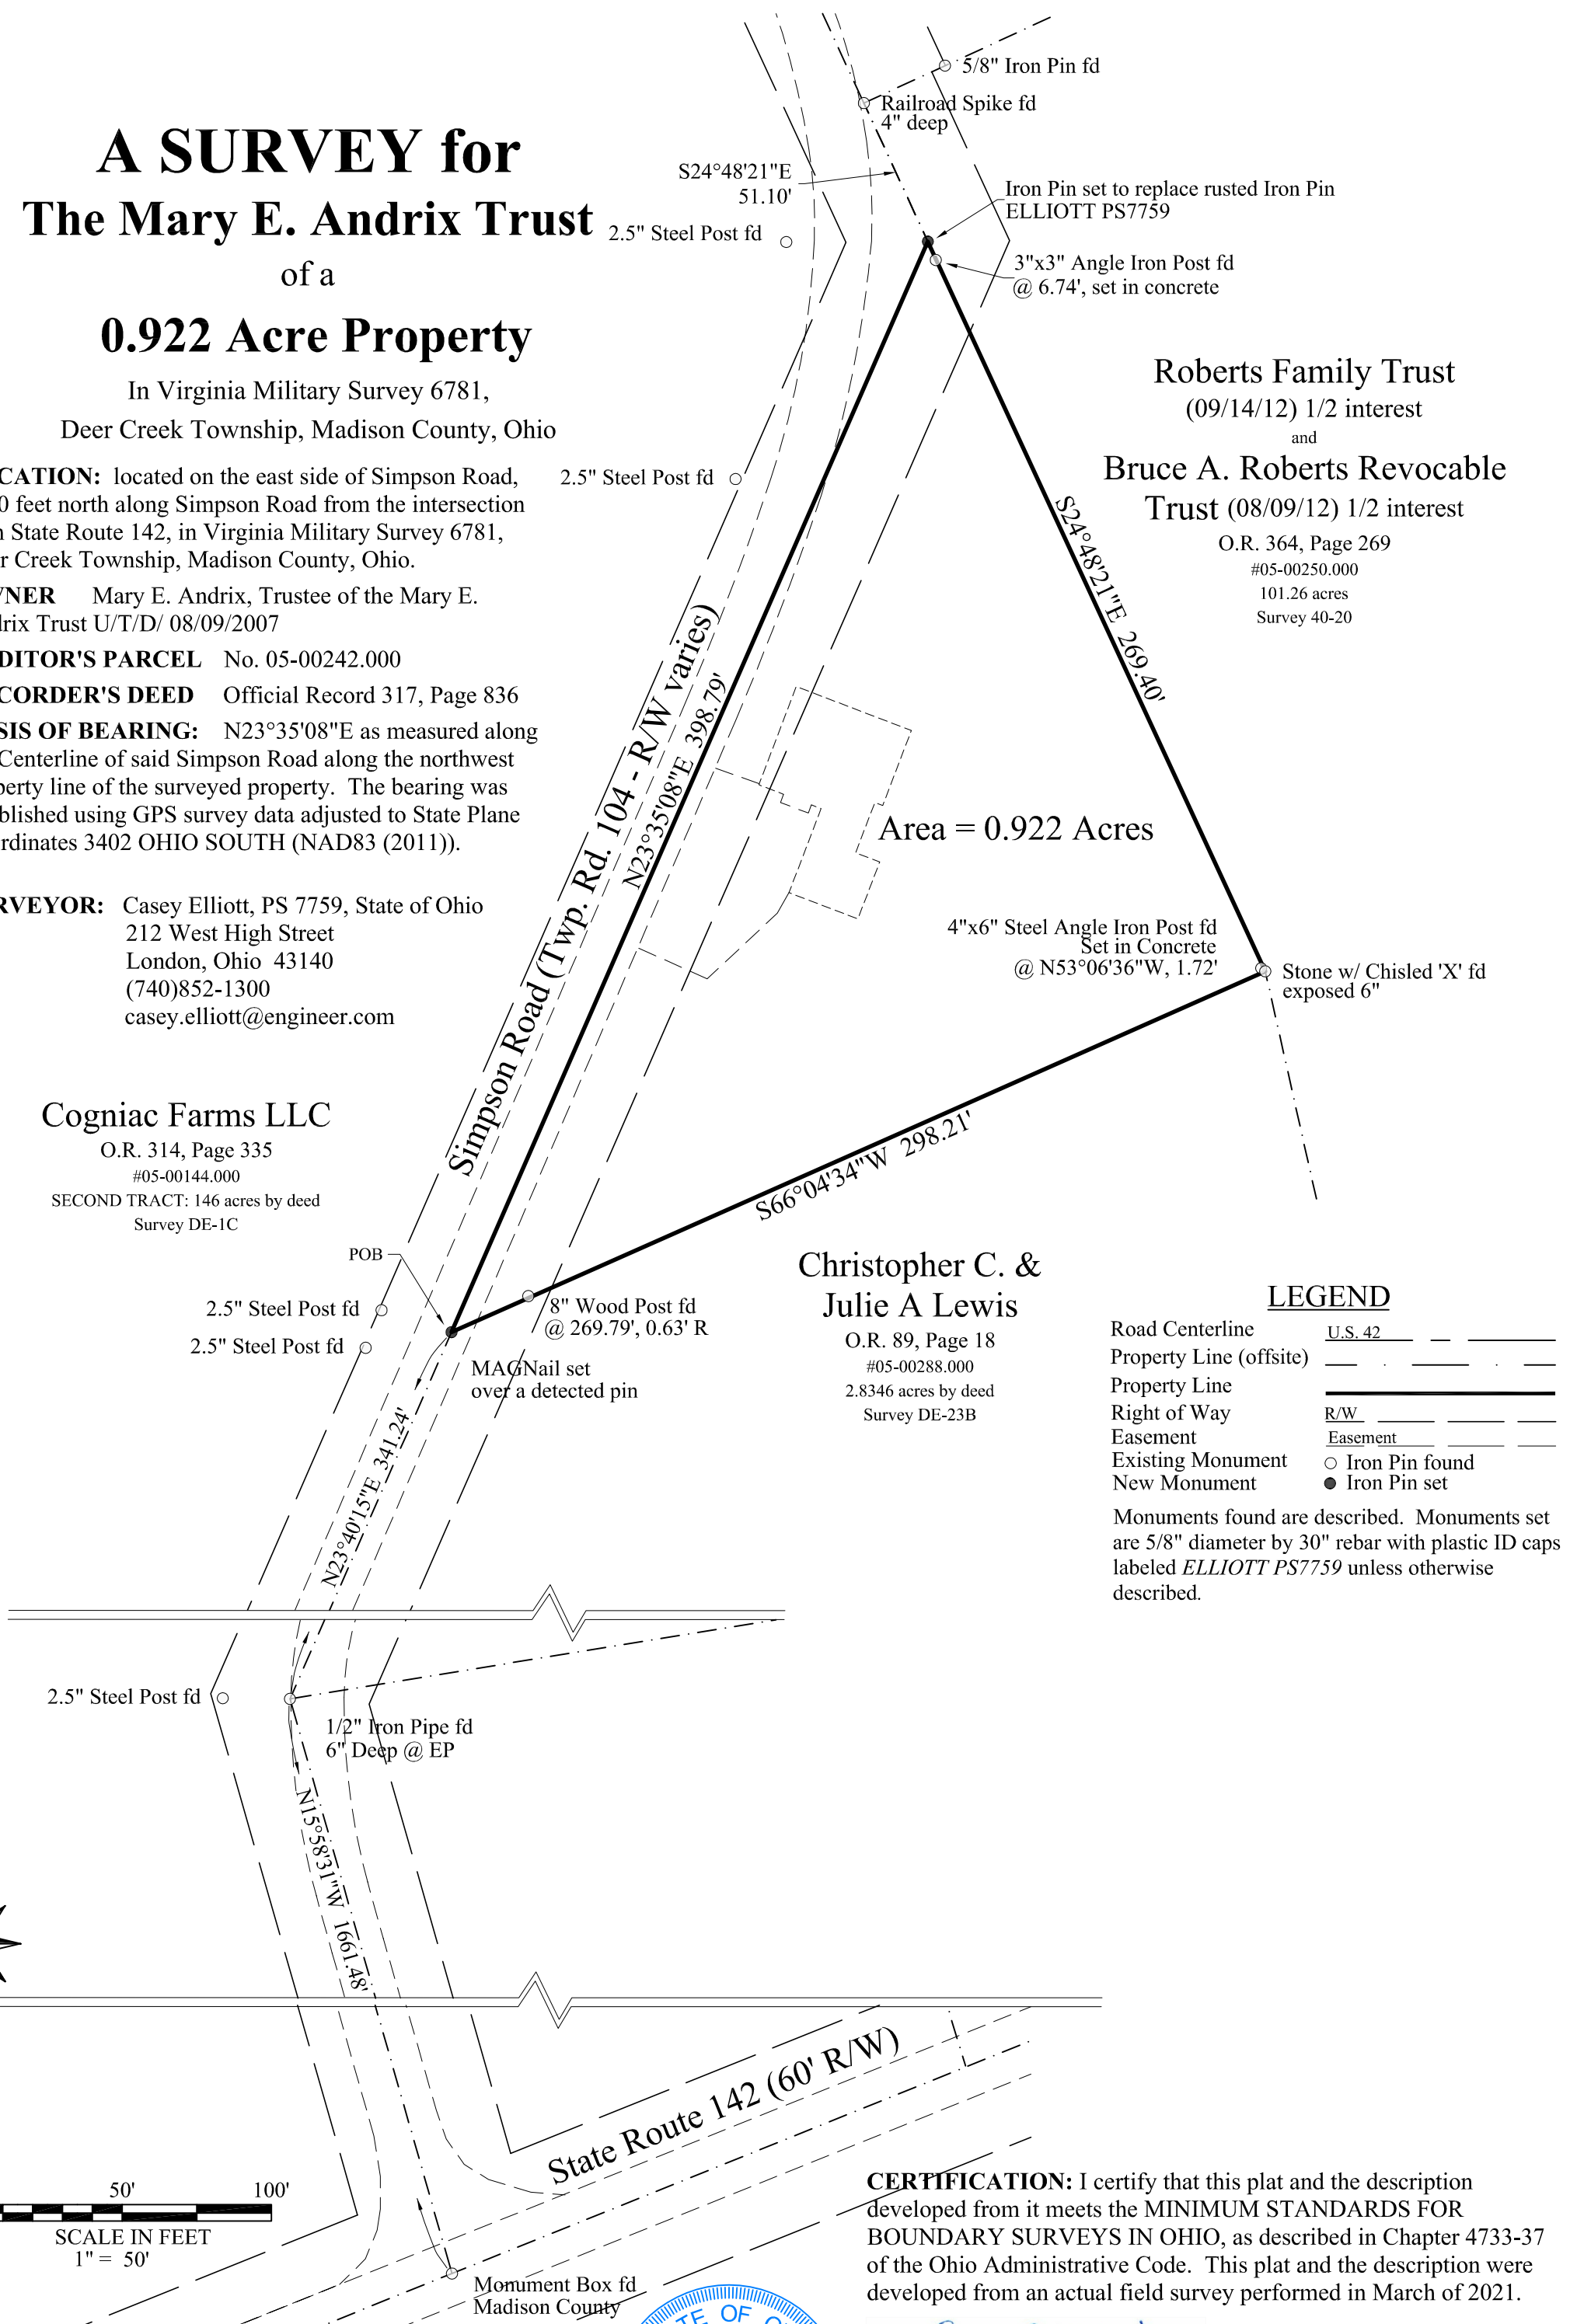 A SURVEY for
The Mary E. Andrix Trust
of a
0.922 Acre Property
In Virginia Military Survey 6781,
Deer Creek Township, Madison County, Ohio
CATION: located on the east side of Simpson Road,
0 feet north along Simpson Road from the intersection
State Route 142, in Virginia Military Survey 6781,
r Creek Township, Madison County, Ohio.
NER Mary E. Andrix, Trustee of the Mary E.
drix Trust U/T/D/ 08/09/2007
DITOR'S PARCEL No. 05-00242.000
CORDER'S DEED Official Record 317, Page 836
SIS OF BEARING: N23°35'08"E as measured along
Centerline of said Simpson Road along the northwest
perty line of the surveyed property. The bearing was
blished using GPS survey data adjusted to State Plane
rdinates 3402 OHIO SOUTH (NAD83 (2011)).
RVEYOR: Casey Elliott, PS 7759, State of Ohio
212 West High Street
London, Ohio 43140
(740)852-1300
casey.elliott@engineer.com
5/8" Iron Pin fd
Railroad Spike fd
4" deep
S24°48'21"E
51.10'
Iron Pin set to replace rusted Iron Pin
ELLIOTT PS7759
2.5" Steel Post fd
3"x3" Angle Iron Post fd
@ 6.74', set in concrete
Roberts Family Trust
(09/14/12) 1/2 interest
and
Bruce A. Roberts Revocable
Trust (08/09/12) 1/2 interest
O.R. 364, Page 269
#05-00250.000
101.26 acres
Survey 40-20
2.5" Steel Post fd
S24°48'21"E 269.40'
Simpson Road (Twp. Rd. 104 - R/W varies)
N23°35'08"E 398.79'
Area = 0.922 Acres
4"x6" Steel Angle Iron Post fd
Set in Concrete
@ N53°06'36"W, 1.72'
Stone w/ Chisled 'X' fd
exposed 6"
S66°04'34"W 298.21'
Cogniac Farms LLC
O.R. 314, Page 335
#05-00144.000
SECOND TRACT: 146 acres by deed
Survey DE-1C
POB
2.5" Steel Post fd
2.5" Steel Post fd
8" Wood Post fd
@ 269.79', 0.63' R
MAGNail set
over a detected pin
Christopher C. &
Julie A Lewis
O.R. 89, Page 18
#05-00288.000
2.8346 acres by deed
Survey DE-23B
LEGEND
Road Centerline U.S. 42
Property Line (offsite)
Property Line
Right of Way R/W
Easement Easement
Existing Monument Iron Pin found
New Monument Iron Pin set
Monuments found are described. Monuments set
are 5/8" diameter by 30" rebar with plastic ID caps
labeled ELLIOTT PS7759 unless otherwise
described.
N23°40'15"E 341.24'
2.5" Steel Post fd
1/2" Iron Pipe fd
6" Deep @ EP
N15°58'31"W 1661.48'
State Route 142 (60' R/W)
50' 100'
SCALE IN FEET
1" = 50'
Monument Box fd
Madison County
CERTIFICATION: I certify that this plat and the description
developed from it meets the MINIMUM STANDARDS FOR
BOUNDARY SURVEYS IN OHIO, as described in Chapter 4733-37
of the Ohio Administrative Code. This plat and the description were
developed from an actual field survey performed in March of 2021.
TE OF O